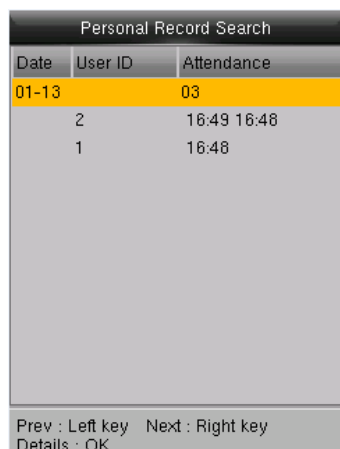 Personal Record Search
Date User ID Attendance
01-13 03
2 16:49 16:48
1 16:48
Prev : Left key Next : Right key
Details : OK